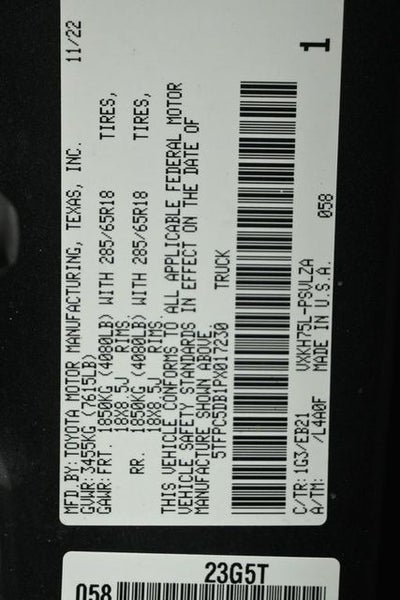 MFD.BY:TOYOTA MOTOR MANUFACTURING, TEXAS, INC. 11/22
GVWR:3455KG (7615LB)
GAWR:FRT. 1850KG (4080LB) WITH 285/65R18 TIRES,
18X8.5J RIMS
RR. 1850KG (4080LB) WITH 285/65R18 TIRES,
18X8.5J RIMS
THIS VEHICLE CONFORMS TO ALL APPLICABLE FEDERAL MOTOR
VEHICLE SAFETY STANDARDS IN EFFECT ON THE DATE OF
MANUFACTURE SHOWN ABOVE.
5TFPC5DB1PX017230 TRUCK
1
C/TR:1G3/EB21 VXKH75L-PSVLZA 058
A/TM: /L4A0F MADE IN U.S.A.
23G5T
058